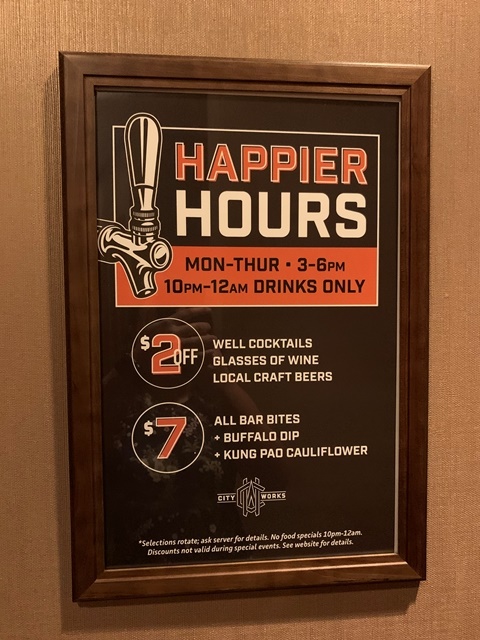 HAPPIER
HOURS
MON-THUR • 3-6PM
10PM-12AM DRINKS ONLY
$2 OFF
WELL COCKTAILS
GLASSES OF WINE
LOCAL CRAFT BEERS
$7
ALL BAR BITES
+ BUFFALO DIP
+ KUNG PAO CAULIFLOWER
CITY WORKS
*Selections rotate; ask server for details. No food specials 10pm-12am.
Discounts not valid during special events. See website for details.